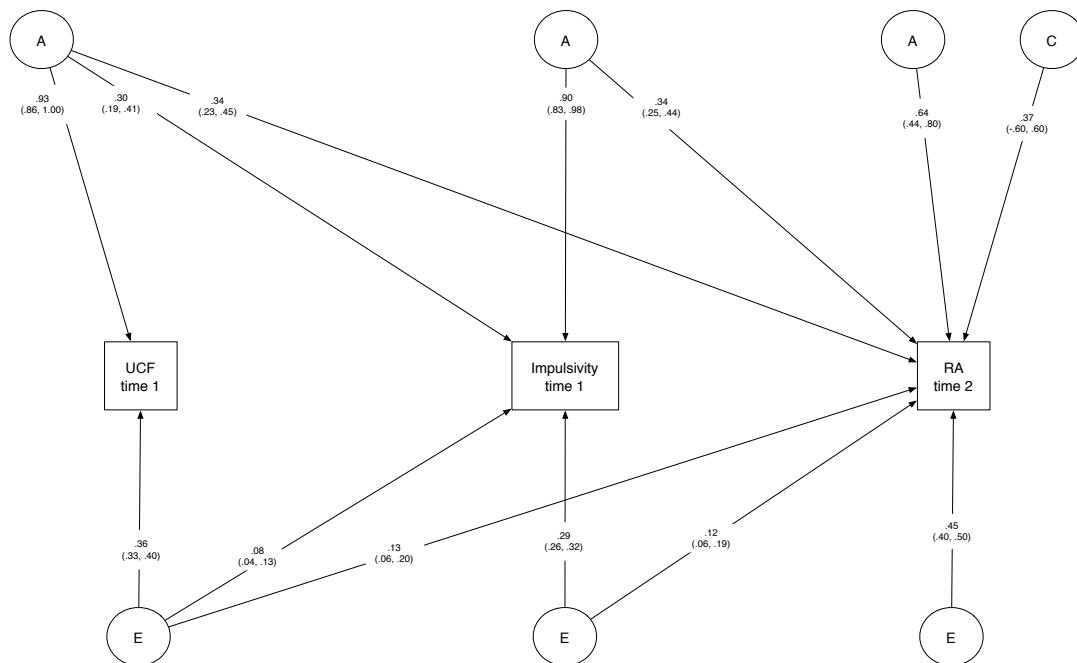 A
A
A
C
.93
(.86, 1.00)
.30
(.19, .41)
.34
(.23, .45)
.90
(.83, .98)
.34
(.25, .44)
.64
(.44, .80)
.37
(-.60, .60)
UCF
time 1
Impulsivity
time 1
RA
time 2
.36
(.33, .40)
.08
(.04, .13)
.13
(.06, .20)
.29
(.26, .32)
.12
(.06, .19)
.45
(.40, .50)
E
E
E